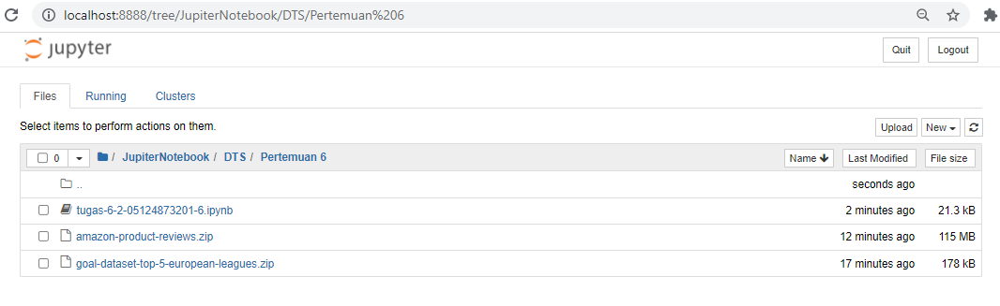 localhost:8888/tree/JupiterNotebook/DTS/Pertemuan%206
jupyter
Quit
Logout
Files
Running
Clusters
Select items to perform actions on them.
Upload
New
0
/ JupiterNotebook / DTS / Pertemuan 6
Name
Last Modified
File size
..
seconds ago
tugas-6-2-05124873201-6.ipynb
2 minutes ago
21.3 kB
amazon-product-reviews.zip
12 minutes ago
115 MB
goal-dataset-top-5-european-leagues.zip
17 minutes ago
178 kB